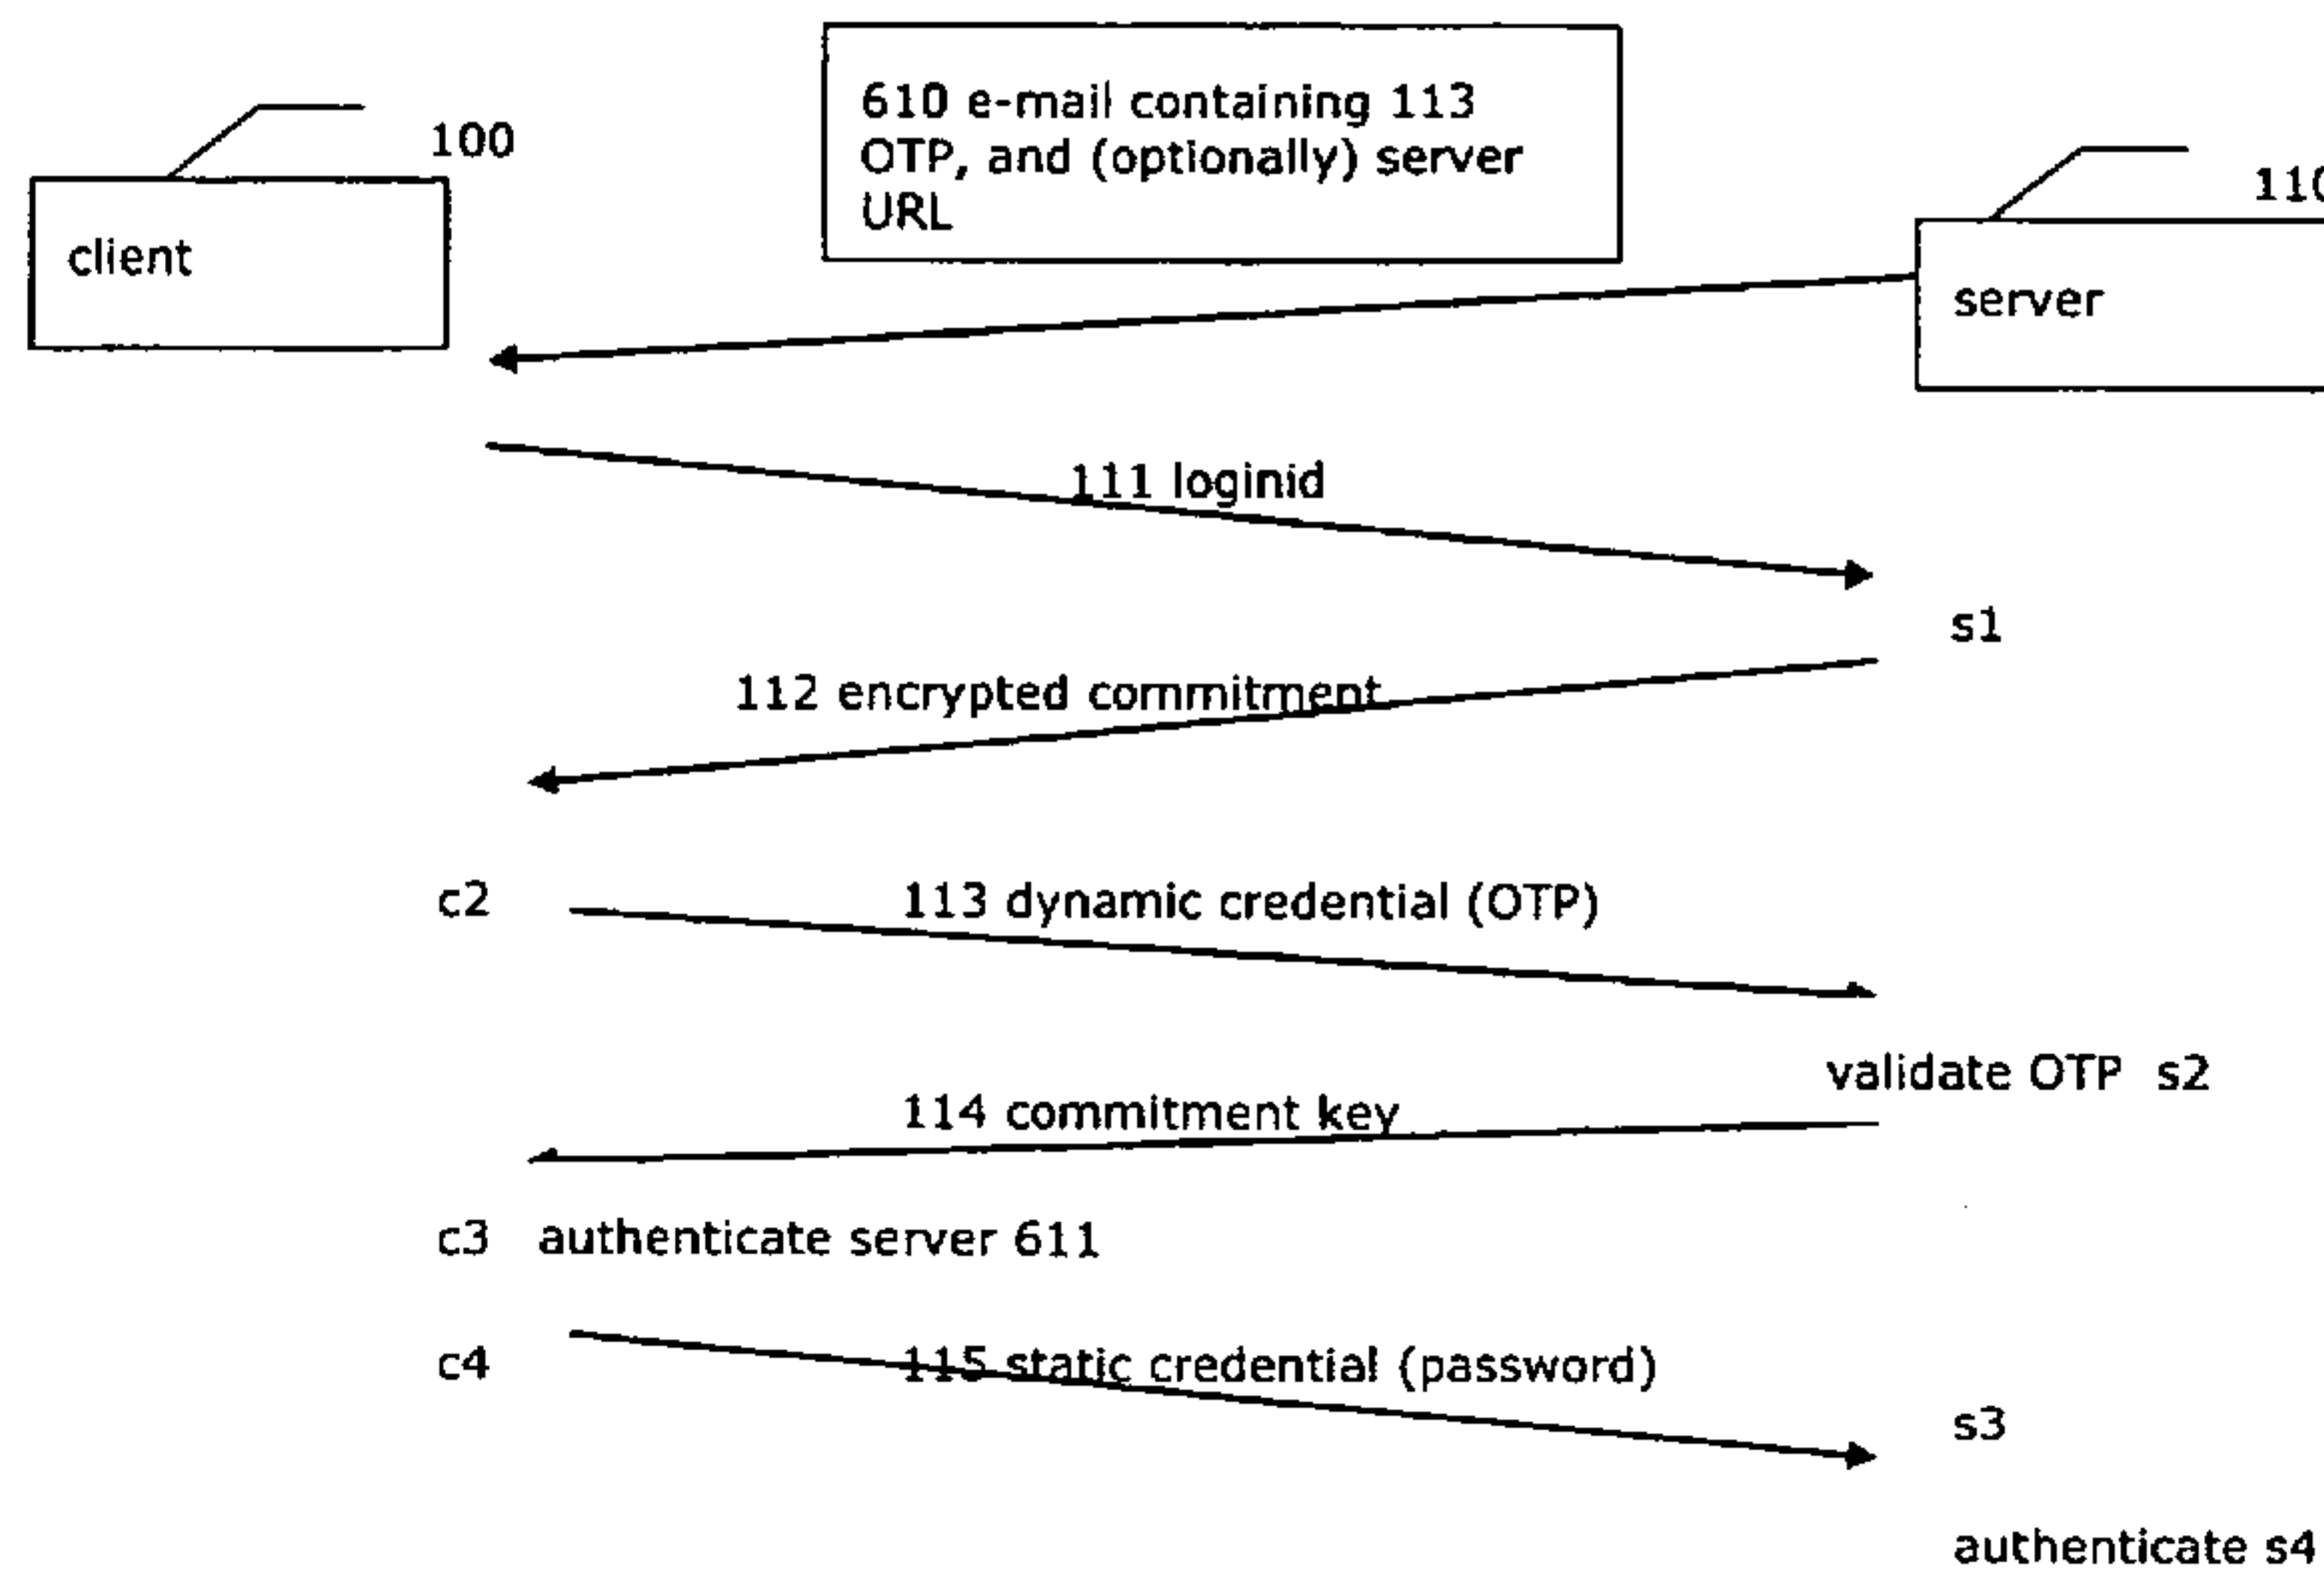 610 e-mail containing 113
OTP, and (optionally) server
URL
100
client
110
server
111 loginid
s1
112 encrypted commitment
c2
113 dynamic credential (OTP)
validate OTP s2
114 commitment key
c3 authenticate server 611
c4
115 static credential (password)
s3
authenticate s4